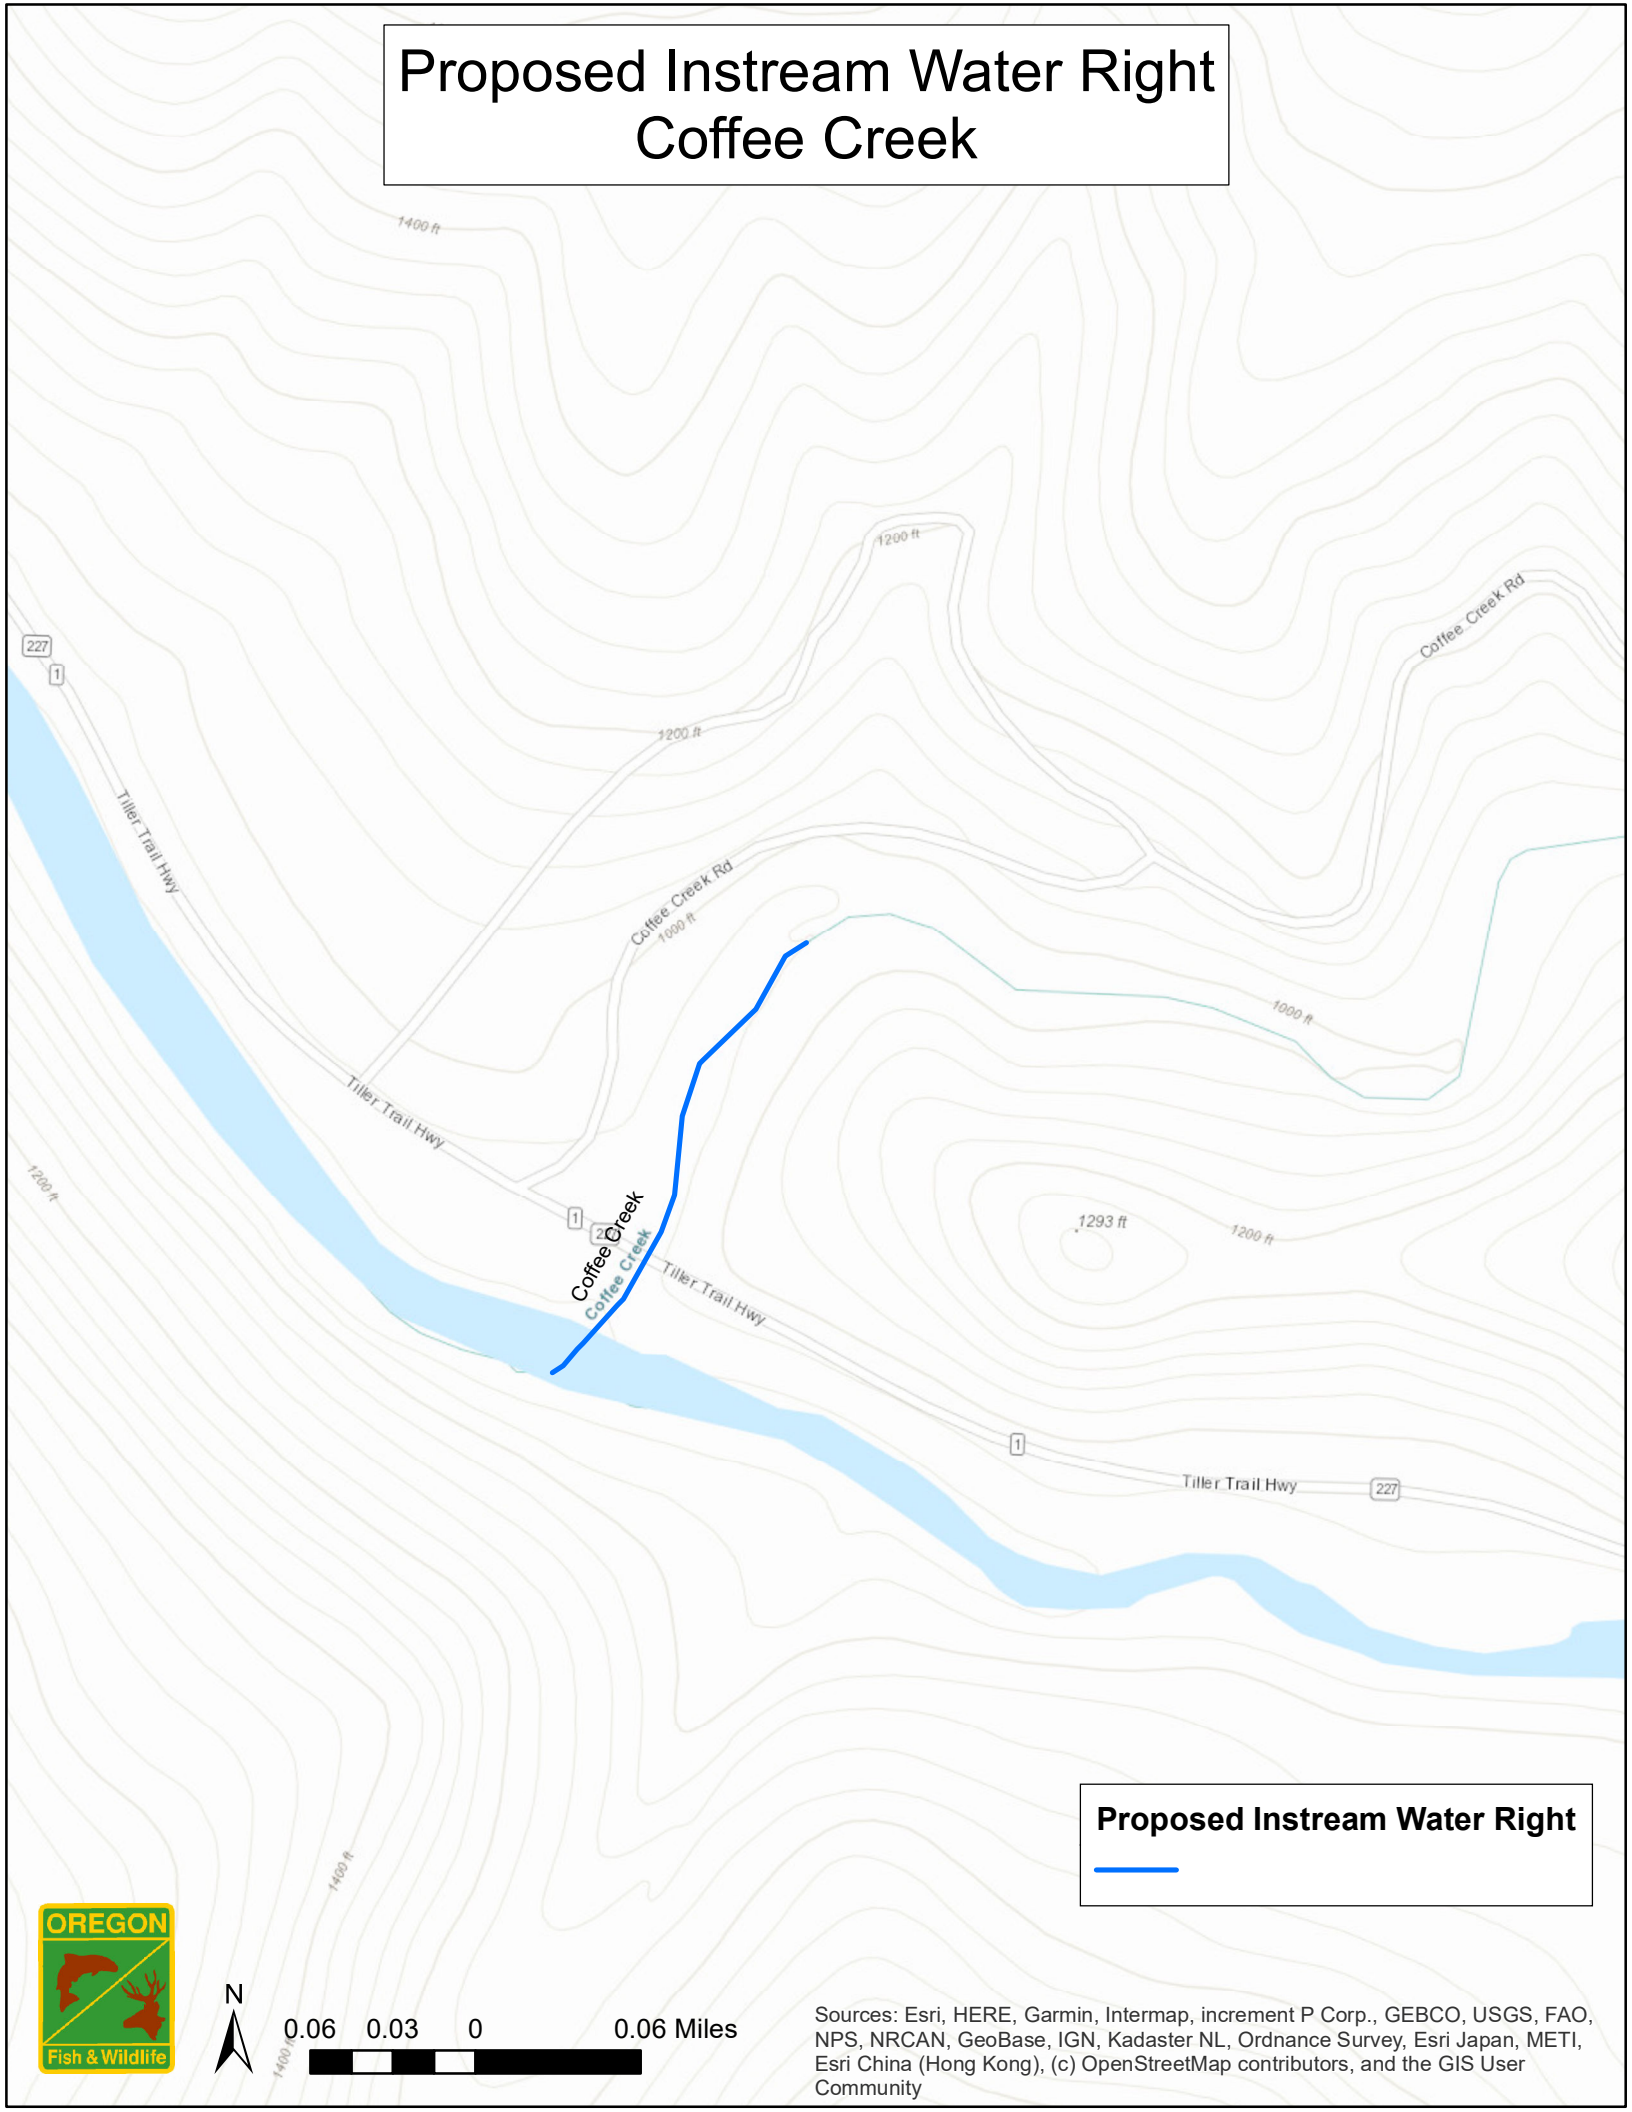 Proposed Instream Water Right
Coffee Creek
1400 ft
1200 ft
Coffee Creek Rd
227
1
1200 ft
Tiller Trail Hwy
Coffee Creek Rd
1000 ft
1000 ft
Tiller Trail Hwy
1200 ft
1
Coffee Creek
Coffee Creek
1293 ft
1200 ft
Tiller Trail Hwy
1
Tiller Trail Hwy
227
Proposed Instream Water Right
1400 ft
OREGON
Fish & Wildlife
N
0.06 0.03 0 0.06 Miles
1400 ft
Sources: Esri, HERE, Garmin, Intermap, increment P Corp., GEBCO, USGS, FAO,
NPS, NRCAN, GeoBase, IGN, Kadaster NL, Ordnance Survey, Esri Japan, METI,
Esri China (Hong Kong), (c) OpenStreetMap contributors, and the GIS User
Community